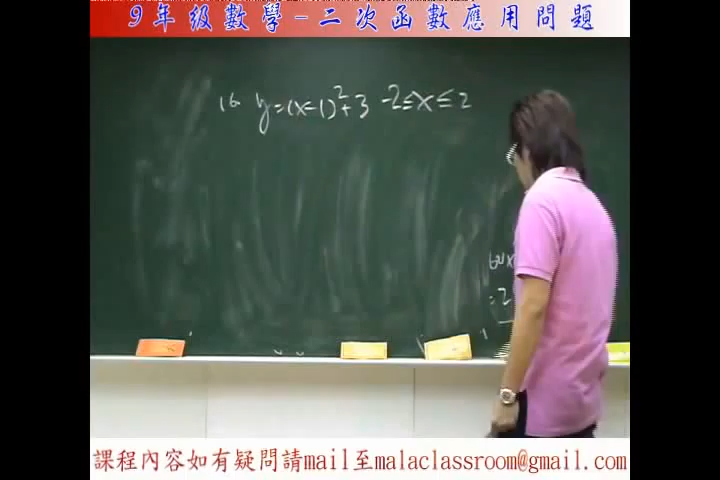 9年級數學-二次函數應用問題
16 y=(x-1)²+3 -2≤x≤2
=2
課程內容如有疑問請mail至malaclassroom@gmail.com